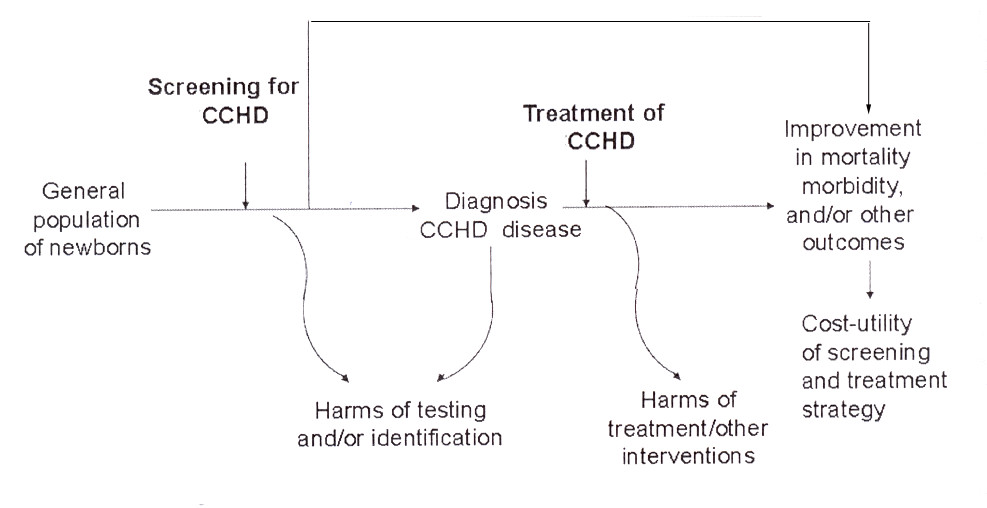 Screening for
CCHD
Treatment of
CCHD
Improvement
in mortality
morbidity,
and/or other
outcomes
General
population
of newborns
Diagnosis
CCHD disease
Cost-utility
of screening
and treatment
strategy
Harms of testing
and/or identification
Harms of
treatment/other
interventions